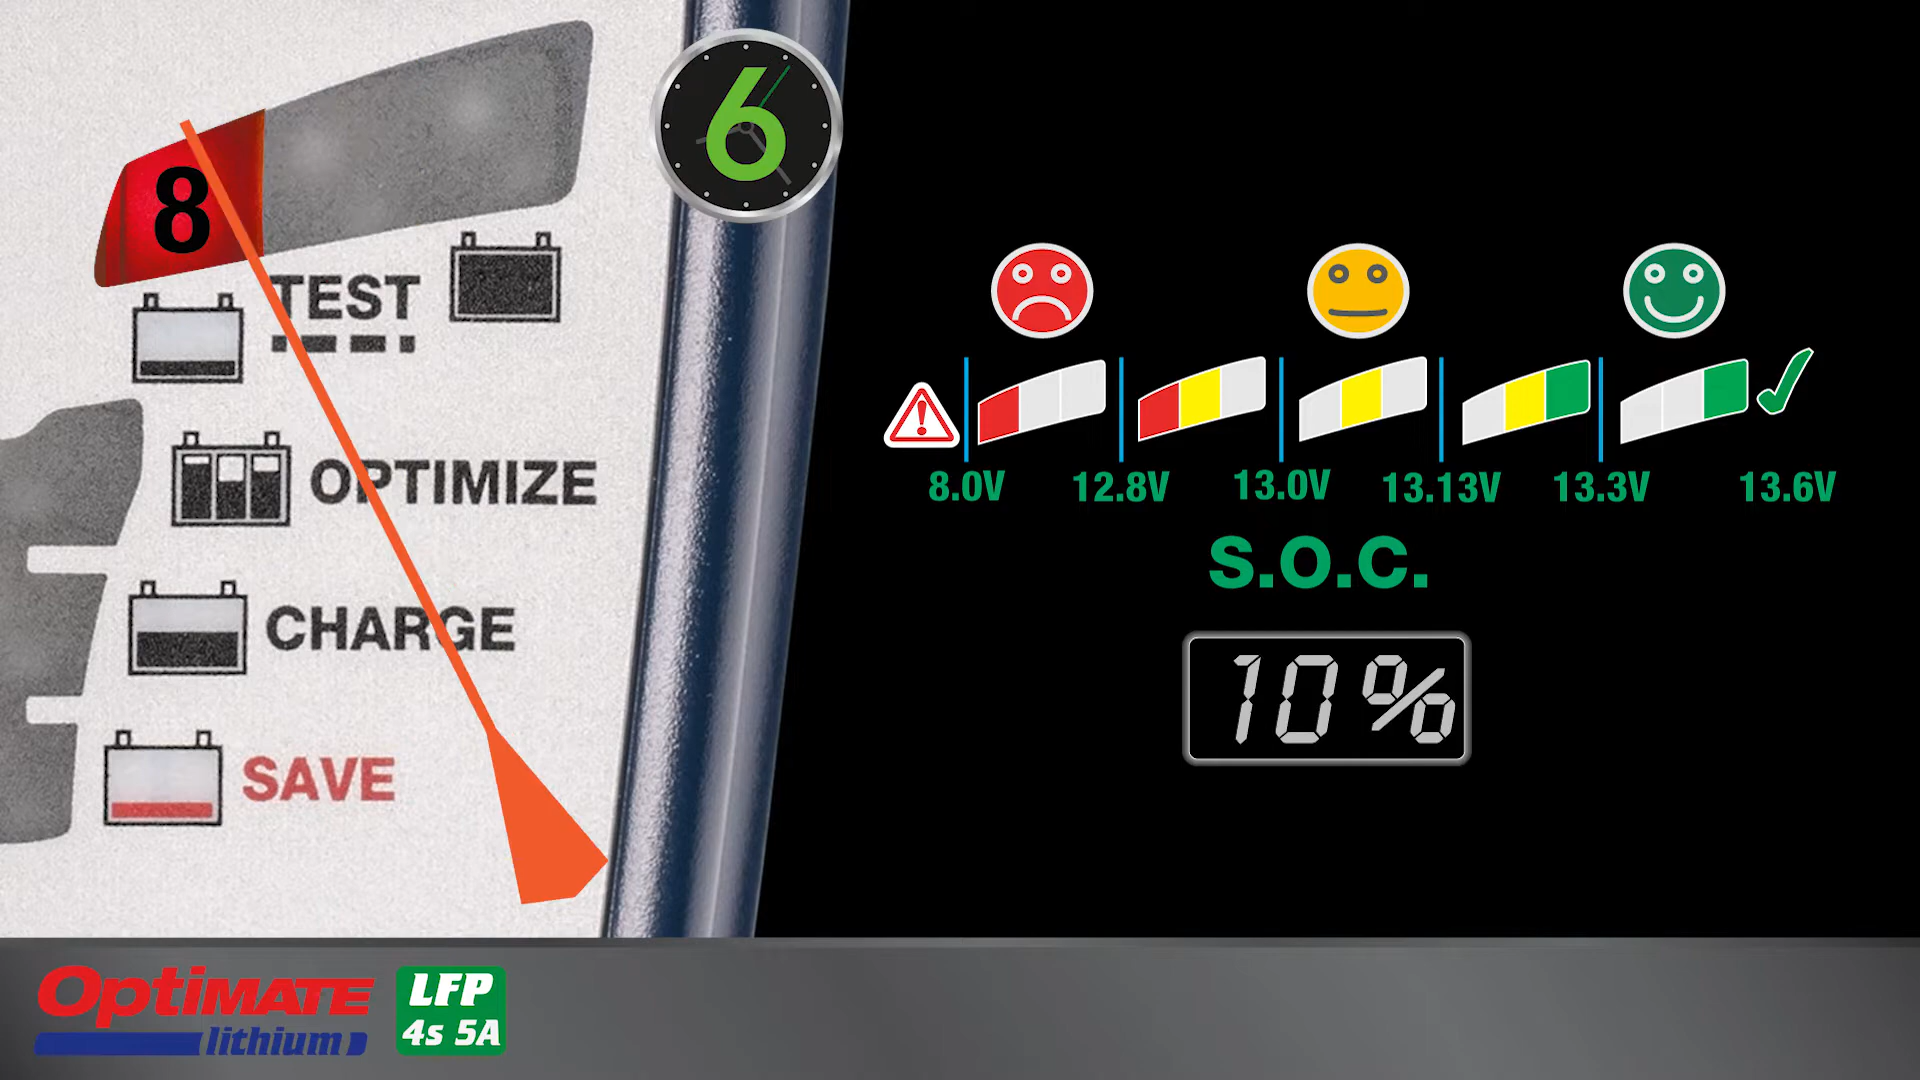 6
8
TEST
OPTIMIZE
CHARGE
SAVE
8.0V 12.8V 13.0V 13.13V 13.3V 13.6V
S.O.C.
10%
OptiMATE
lithium
LFP
4s 5A